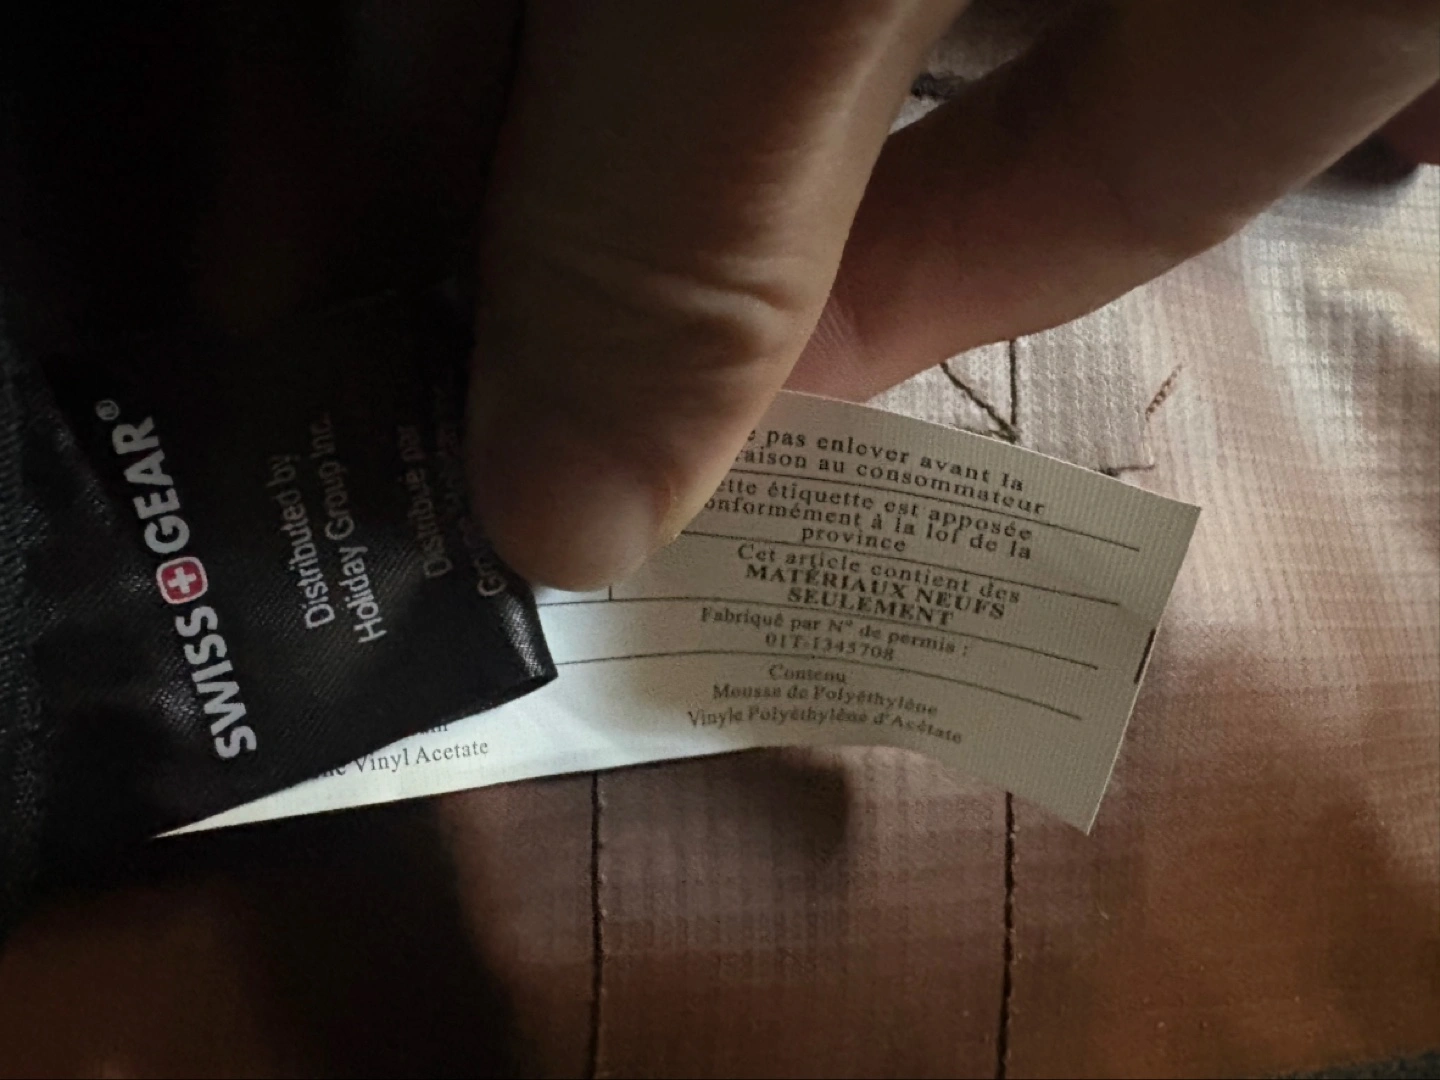 SWISS GEAR®
Distributed by
Holiday Group Inc.
Distribué par
pas enlever avant la
au consommateur
étiquette est apposée
à la loi de la
province
Cet article contient des
MATÉRIAUX NEUFS
SEULEMENT
Fabriqué par N° de permis :
01T-1345708
Contenu
Mousse de Polyéthylène
Vinyle Polyéthylène d'Acétate
Vinyl Acetate